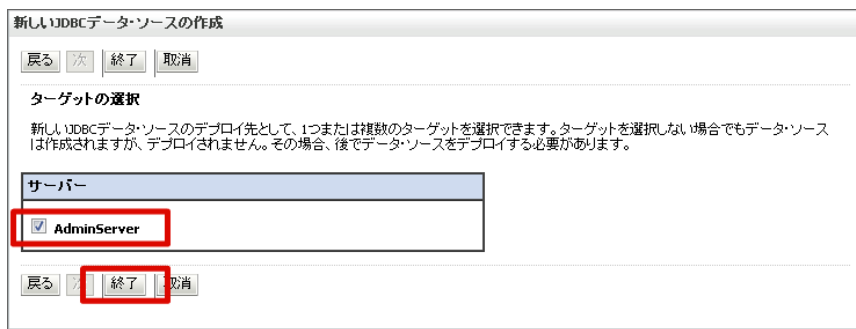 新しいJDBCデータ・ソースの作成
戻る 次 終了 取消
ターゲットの選択
新しいJDBCデータ・ソースのデプロイ先として、1つまたは複数のターゲットを選択できます。ターゲットを選択しない場合でもデータ・ソース
は作成されますが、デプロイされません。その場合、後でデータ・ソースをデプロイする必要があります。
サーバー
AdminServer
戻る 次 終了 取消